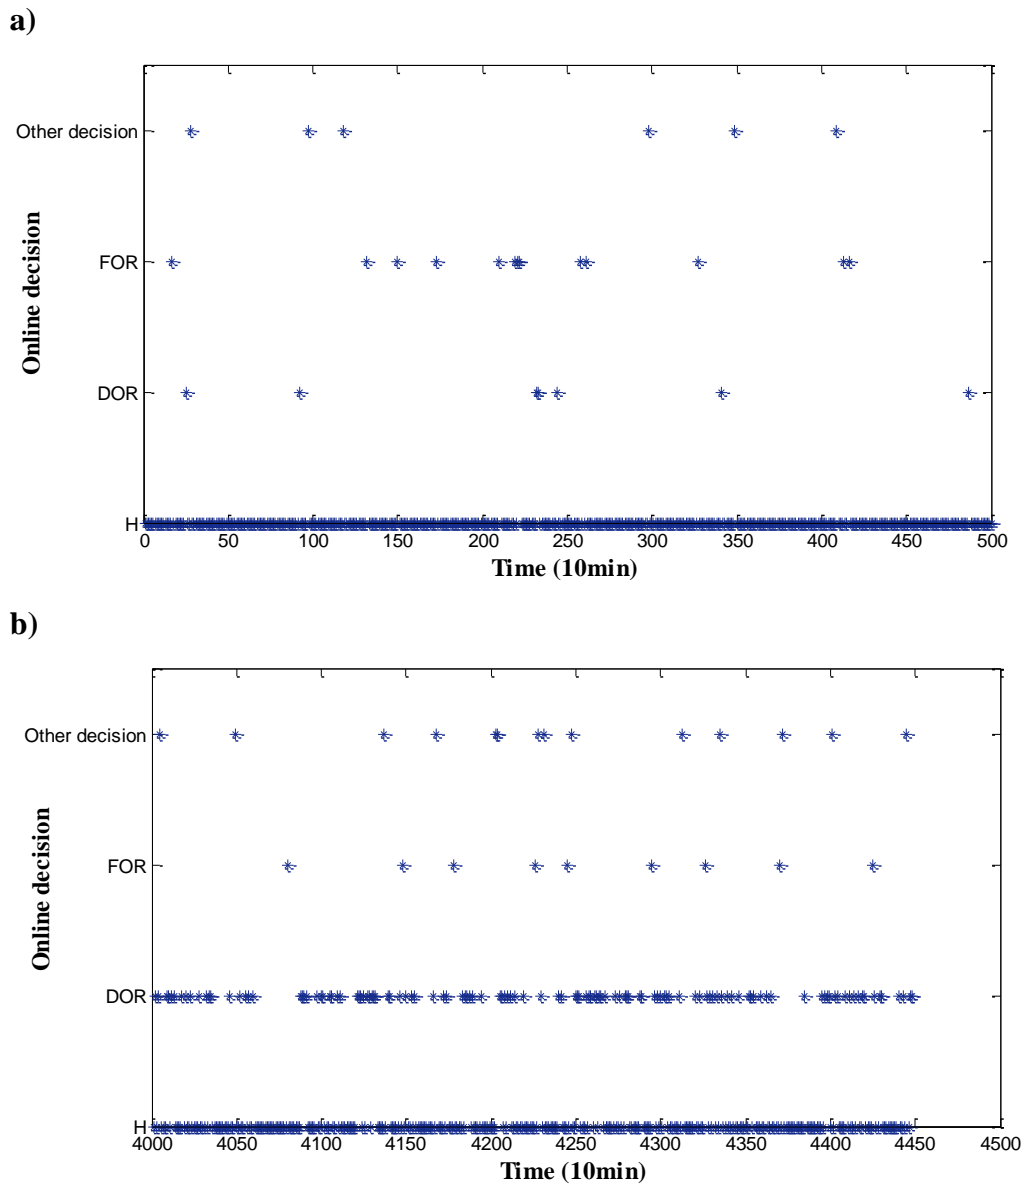 a)
Other decision
FOR
DOR
H
Online decision
0 50 100 150 200 250 300 350 400 450 500
Time (10min)
b)
Other decision
FOR
DOR
H
Online decision
4000 4050 4100 4150 4200 4250 4300 4350 4400 4450 4500
Time (10min)